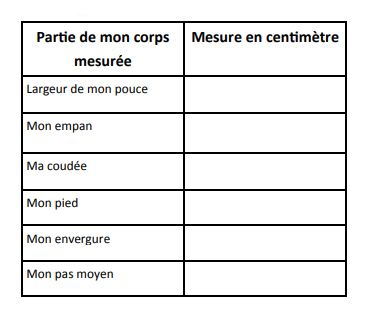 Partie de mon corps
mesurée
Mesure en centimètre
Largeur de mon pouce
Mon empan
Ma coudée
Mon pied
Mon envergure
Mon pas moyen